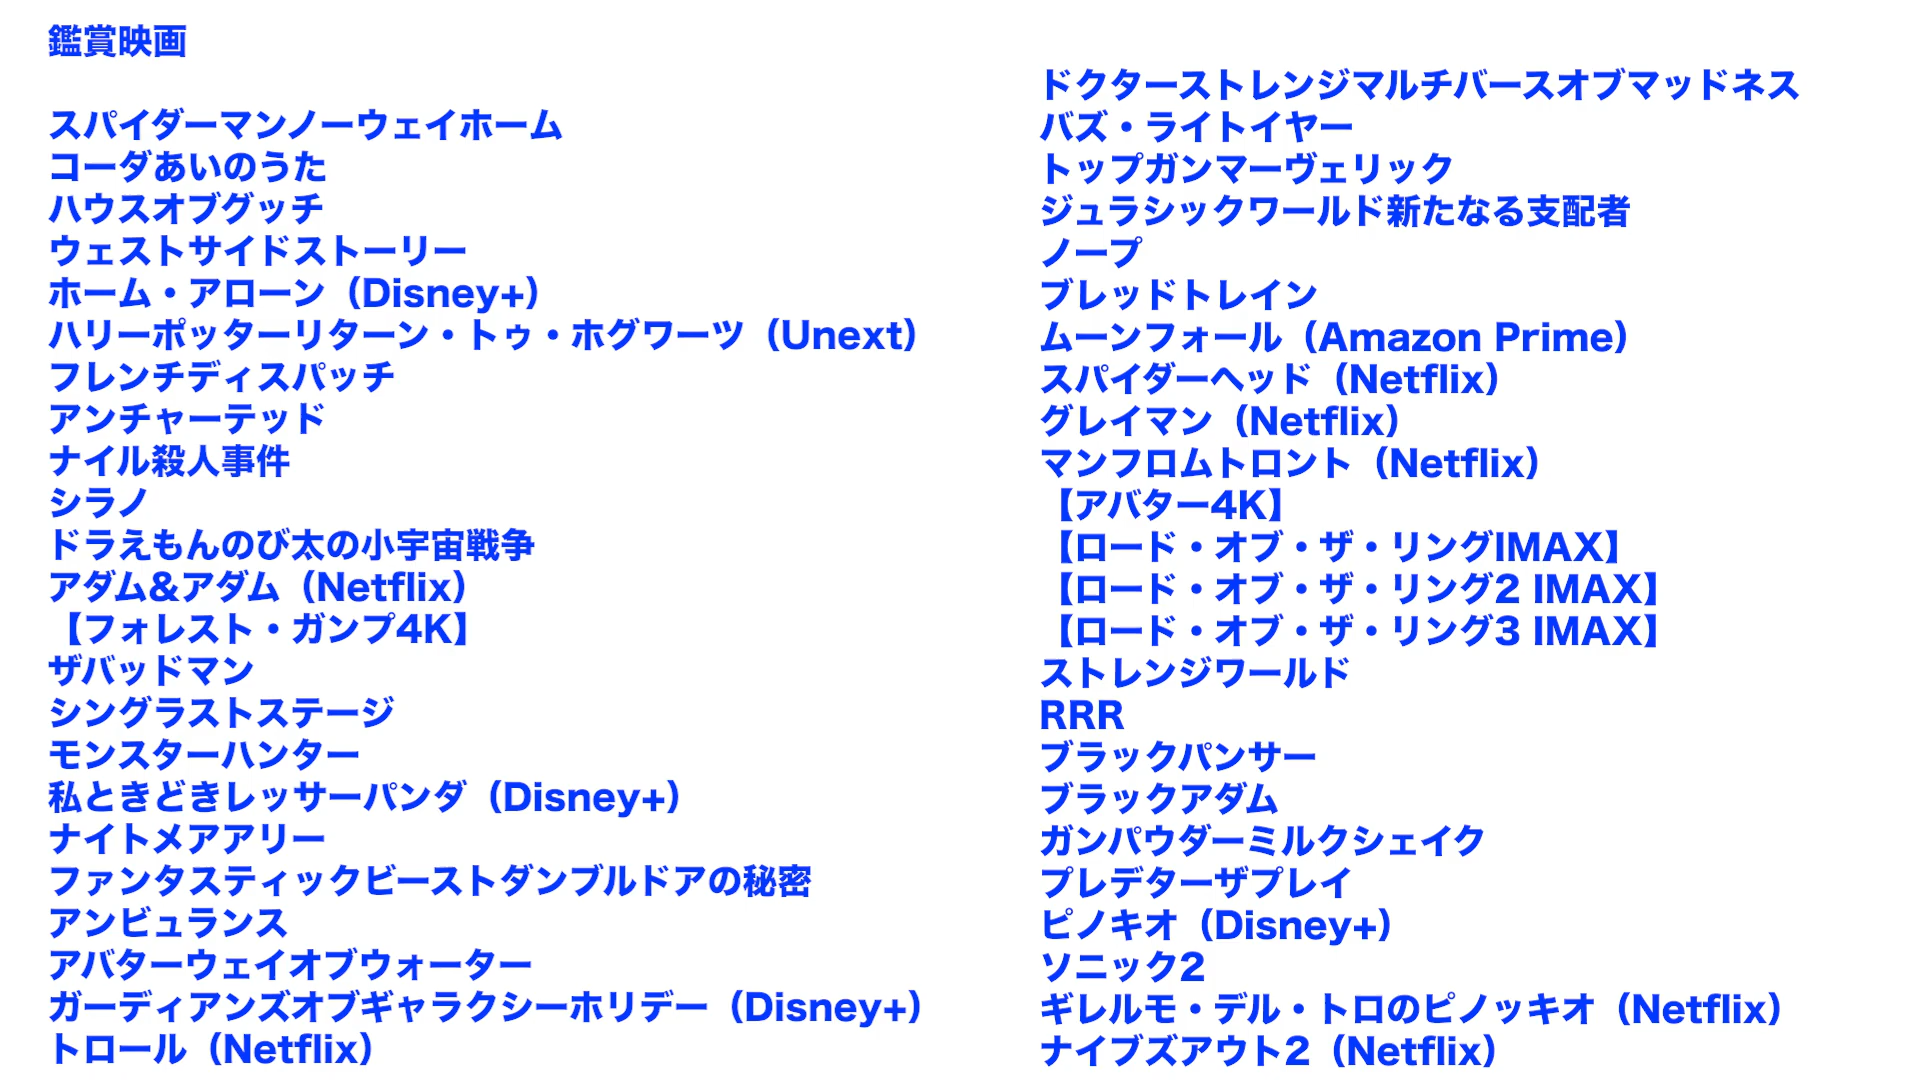 鑑賞映画
スパイダーマンノーウェイホーム
コーダあいのうた
ハウスオブグッチ
ウェストサイドストーリー
ホーム・アローン（Disney+）
ハリーポッターリターン・トゥ・ホグワーツ（Unext）
フレンチディスパッチ
アンチャーテッド
ナイル殺人事件
シラノ
ドラえもんのび太の小宇宙戦争
アダム&アダム（Netflix）
【フォレスト・ガンプ4K】
ザバッドマン
シングラストステージ
モンスターハンター
私ときどきレッサーパンダ（Disney+）
ナイトメアアリー
ファンタスティックビーストダンブルドアの秘密
アンビュランス
アバターウェイオブウォーター
ガーディアンズオブギャラクシーホリデー（Disney+）
トロール（Netflix）
ドクターストレンジマルチバースオブマッドネス
バズ・ライトイヤー
トップガンマーヴェリック
ジュラシックワールド新たなる支配者
ノープ
ブレッドトレイン
ムーンフォール（Amazon Prime）
スパイダーヘッド（Netflix）
グレイマン（Netflix）
マンフロムトロント（Netflix）
【アバター4K】
【ロード・オブ・ザ・リングIMAX】
【ロード・オブ・ザ・リング2 IMAX】
【ロード・オブ・ザ・リング3 IMAX】
ストレンジワールド
RRR
ブラックパンサー
ブラックアダム
ガンパウダーミルクシェイク
プレデターザプレイ
ピノキオ（Disney+）
ソニック2
ギレルモ・デル・トロのピノッキオ（Netflix）
ナイブズアウト2（Netflix）